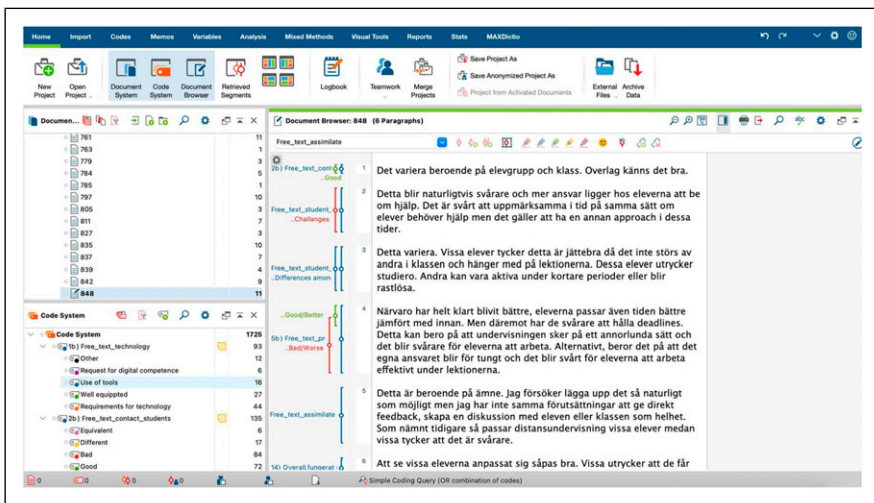 Home Import Codes Memos Variables Analysis Mixed Methods Visual Tools Reports Stats MAXDictio
New Project
Open Project
Document System
Code System
Document Browser
Retrieved Segments
Logbook
Teamwork
Merge Projects
Save Project As
Save Anonymized Project As
Project from Activated Documents
External Files
Archive Data
Documen...
761 11
763 1
779 3
784 5
785 1
797 10
805 3
811 7
827 3
835 10
837 7
839 4
842 9
848 11
Code System
Code System 1725
1b) Free_text_technology 93
Other 12
Request for digital competence 6
Use of tools 16
Well equippted 27
Requirements for technology 44
2b) Free_text_contact_students 135
Equivalent 6
Different 17
Bad 84
Good 72
Document Browser: 848 (6 Paragraphs)
Free_text_assimilate
2b) Free_text_cont
..Good
Free_text_student_
..Challanges
Free_text_student_
..Differences amon
..Good/Better
6b) Free_text_pr
..Bad/Worse
Free_text_assimilate
14) Overall fungerat
1 Det variera beroende på elevgrupp och klass. Overlag känns det bra.
2 Detta blir naturligtvis svårare och mer ansvar ligger hos eleverna att be
om hjälp. Det är svårt att uppmärksamma i tid på samma sätt om
elever behöver hjälp men det gäller att ha en annan approach i dessa
tider.
3 Detta variera. Vissa elever tycker detta är jättebra då det inte störs av
andra i klassen och hänger med på lektionerna. Dessa elever utrycker
studiero. Andra kan vara aktiva under kortare perioder eller blir
rastlösa.
4 Närvaro har helt klart blivit bättre, eleverna passar även tiden bättre
jämfört med innan. Men däremot har de svårare att hålla deadlines.
Detta kan bero på att undervisningen sker på ett annorlunda sätt och
det blir svårare för eleverna att arbeta. Alternativt, beror det på att det
egna ansvaret blir för tungt och det blir svårt för eleverna att arbeta
effektivt under lektionerna.
5 Detta är beroende på ämne. Jag försöker lägga upp det så naturligt
som möjligt men jag har inte samma förutsättningar att ge direkt
feedback, skapa en diskussion med eleven eller klassen som helhet.
Som nämnt tidigare så passar distansundervisning vissa elever medan
vissa tycker att det är svårare.
6 Att se vissa eleverna anpassat sig såpas bra. Vissa utrycker att de får
0 0 0 0
Simple Coding Query (OR combination of codes)